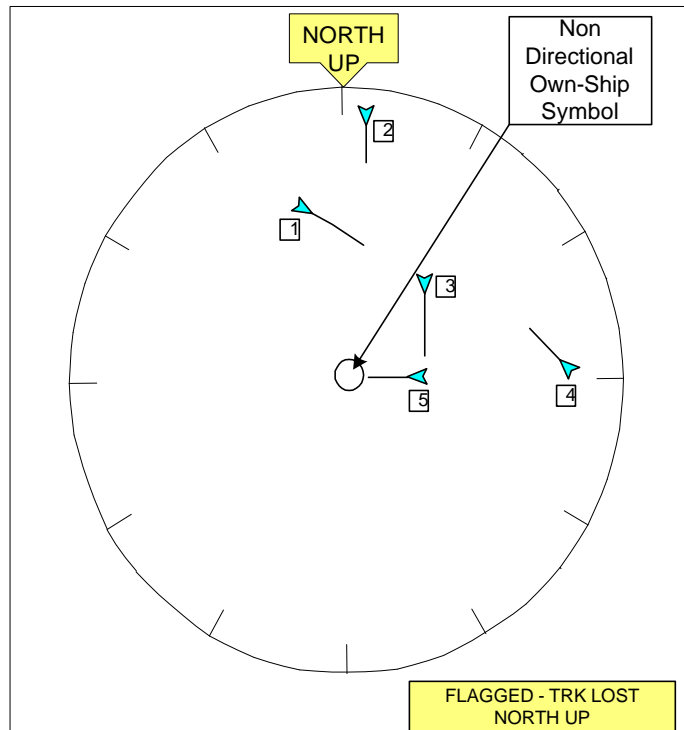 NORTH
UP
Non
Directional
Own-Ship
Symbol
2
1
3
4
5
FLAGGED - TRK LOST
NORTH UP